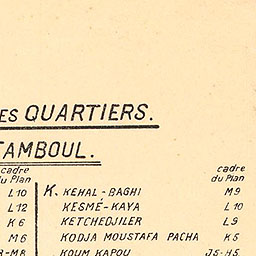 ES QUARTIERS.
TAMBOUL.
cadre du Plan
cadre du Plan
L 10 K. KEHAL-BAGHI M 9
L 12 KESMÉ-KAYA L 10
K 6 KETCHEDJILER L 9
M 6 KODJA MOUSTAFA PACHA K 5
-M8 KOUM KAPOU J5-H5